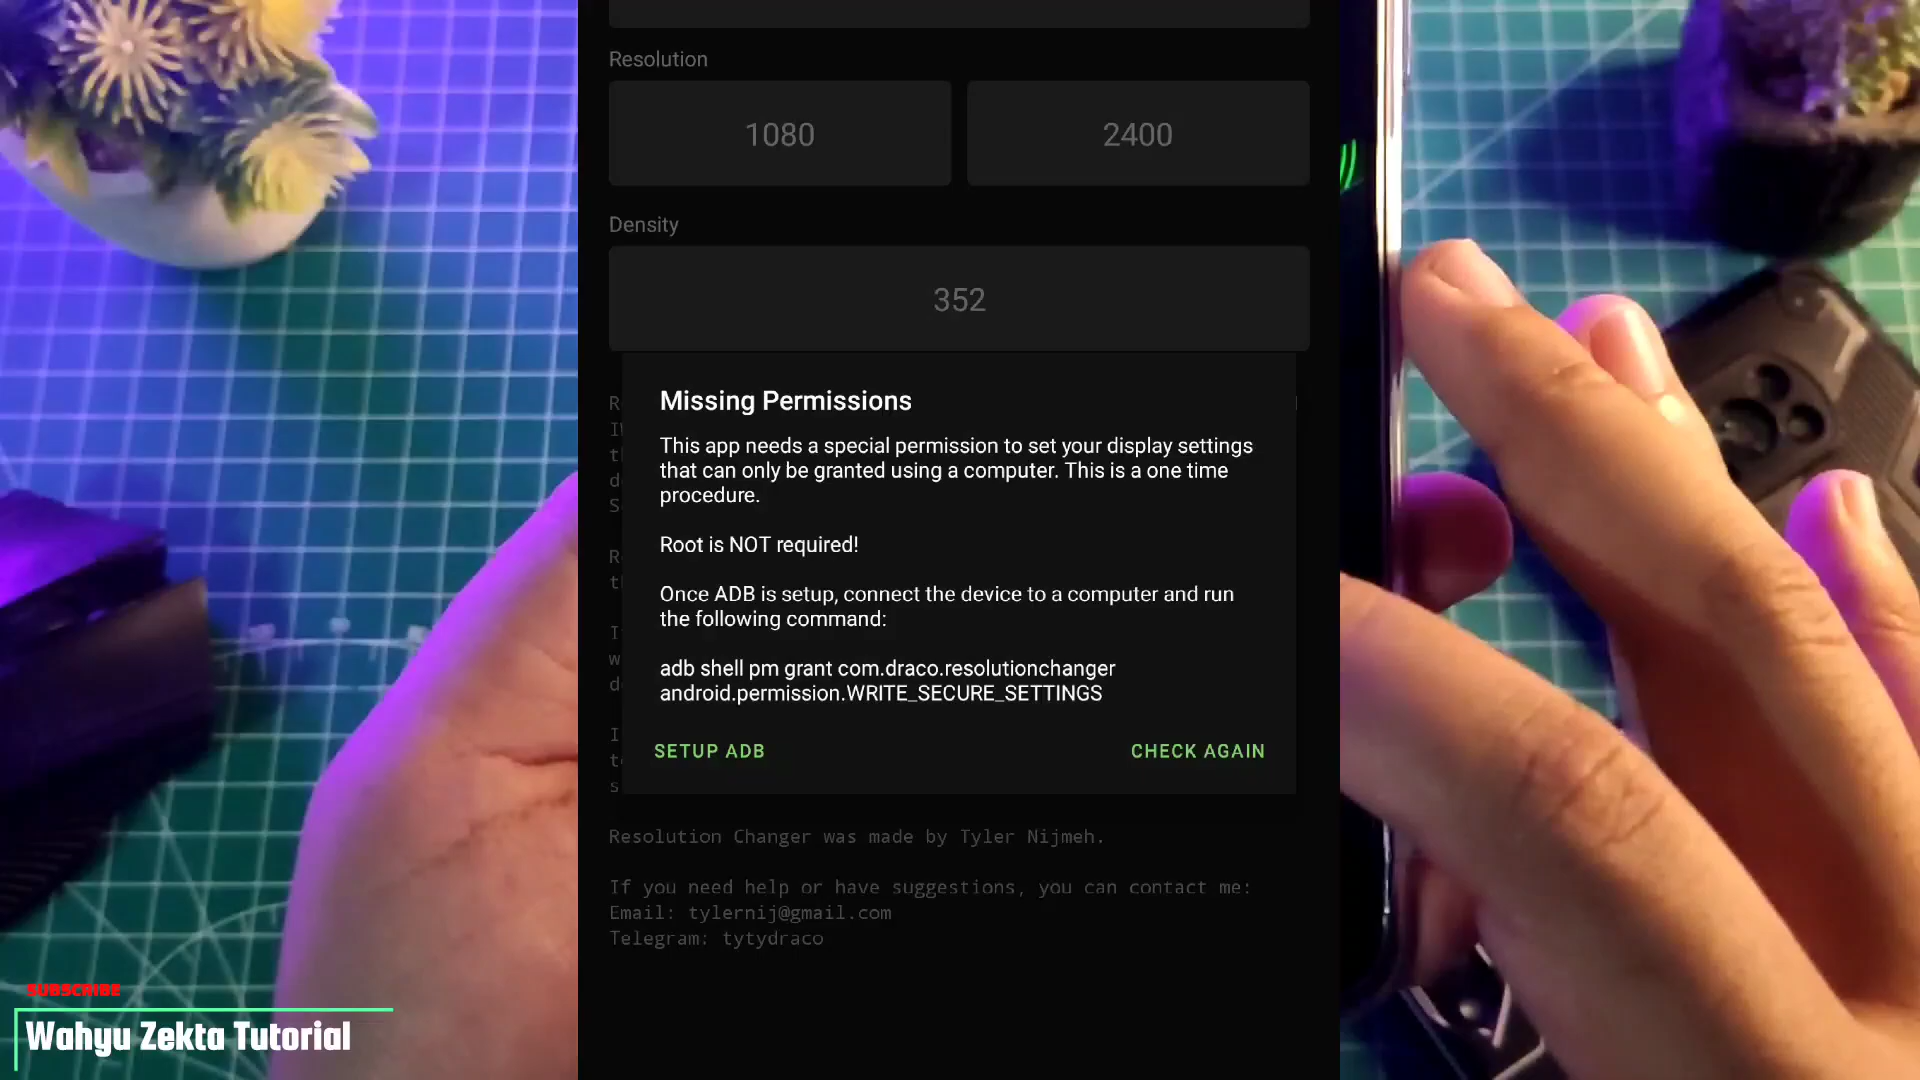 Resolution
1080
2400
Density
352
Missing Permissions
This app needs a special permission to set your display settings
that can only be granted using a computer. This is a one time
procedure.
Root is NOT required!
Once ADB is setup, connect the device to a computer and run
the following command:
adb shell pm grant com.draco.resolutionchanger
android.permission.WRITE_SECURE_SETTINGS
SETUP ADB
CHECK AGAIN
Resolution Changer was made by Tyler Nijmeh.
If you need help or have suggestions, you can contact me:
Email: tylernij@gmail.com
Telegram: tytydraco
SUBSCRIBE
Wahyu Zekta Tutorial